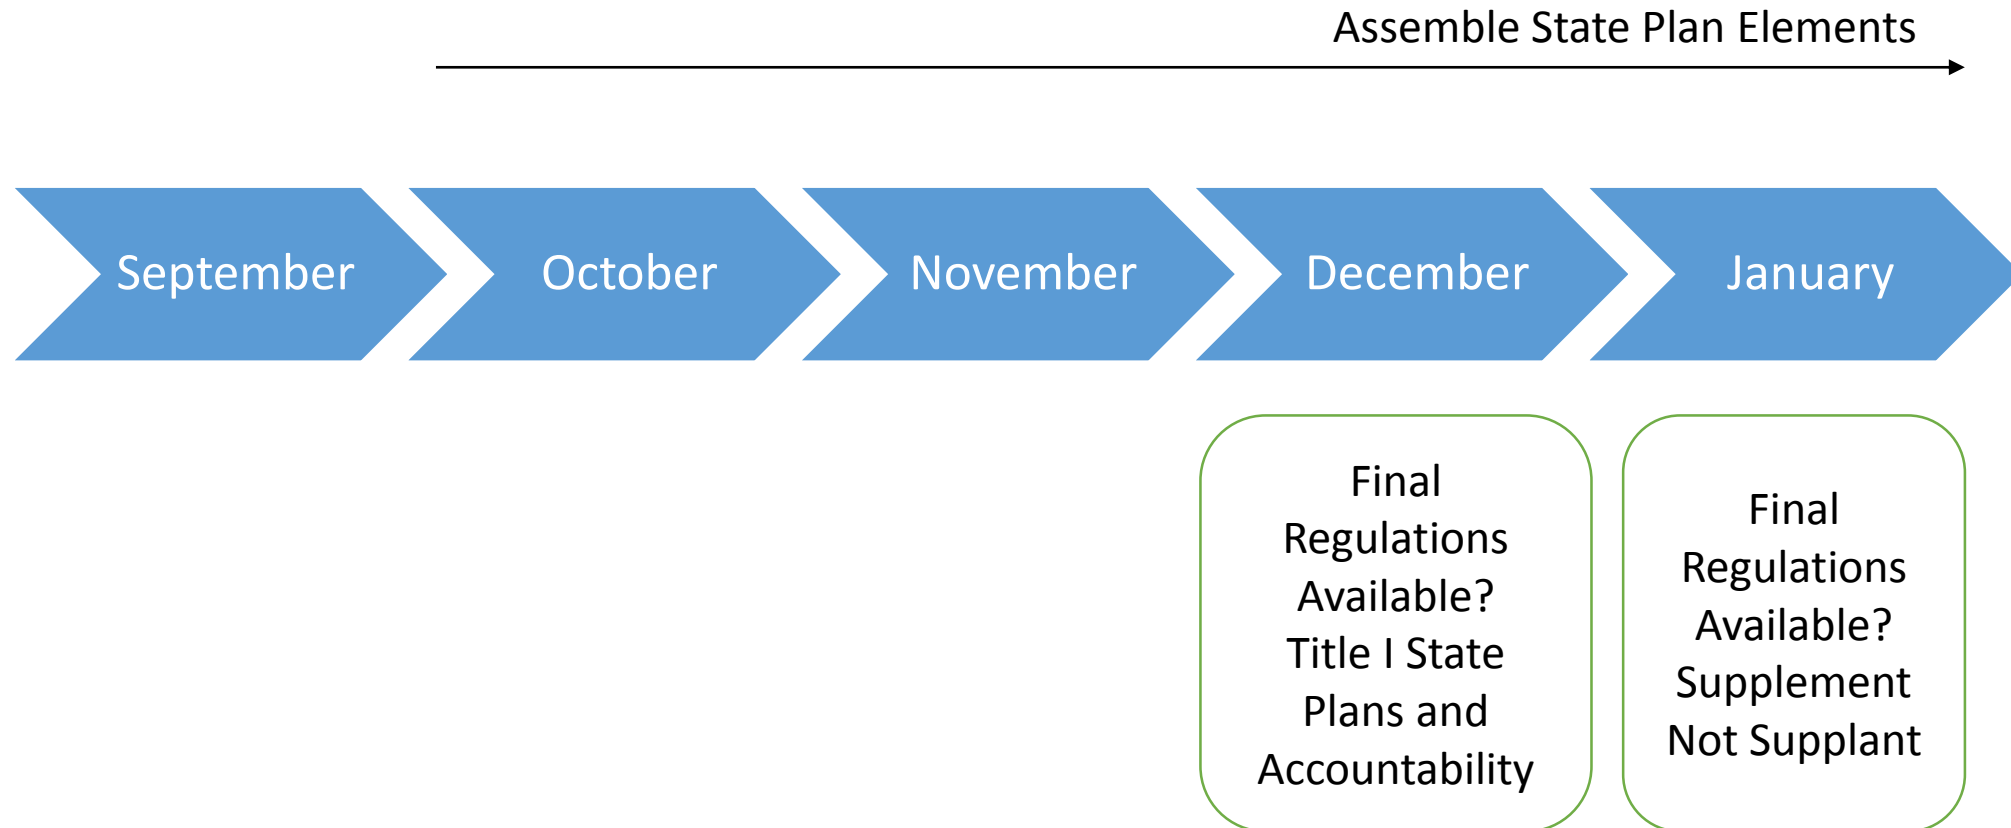 Assemble State Plan Elements
September
October
November
December
January
Final
Regulations
Available?
Title I State
Plans and
Accountability
Final
Regulations
Available?
Supplement
Not Supplant